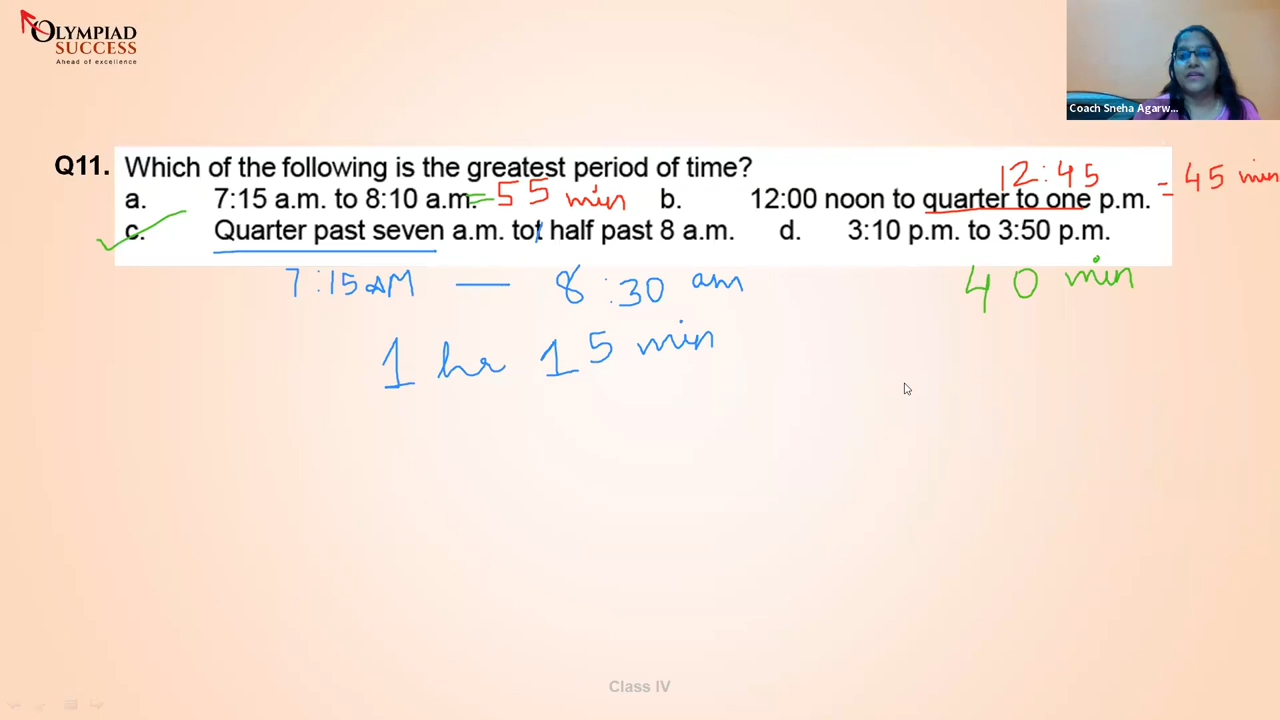 OLYMPIAD
SUCCESS
Ahead of excellence
Coach Sneha Agarw...
Q11. Which of the following is the greatest period of time?
12:45
a. 7:15 a.m. to 8:10 a.m. = 55 min b. 12:00 noon to quarter to one p.m. = 45 min
c. Quarter past seven a.m. to half past 8 a.m. d. 3:10 p.m. to 3:50 p.m.
7:15 AM — 8:30 am 40 min
1 hr 15 min
Class IV